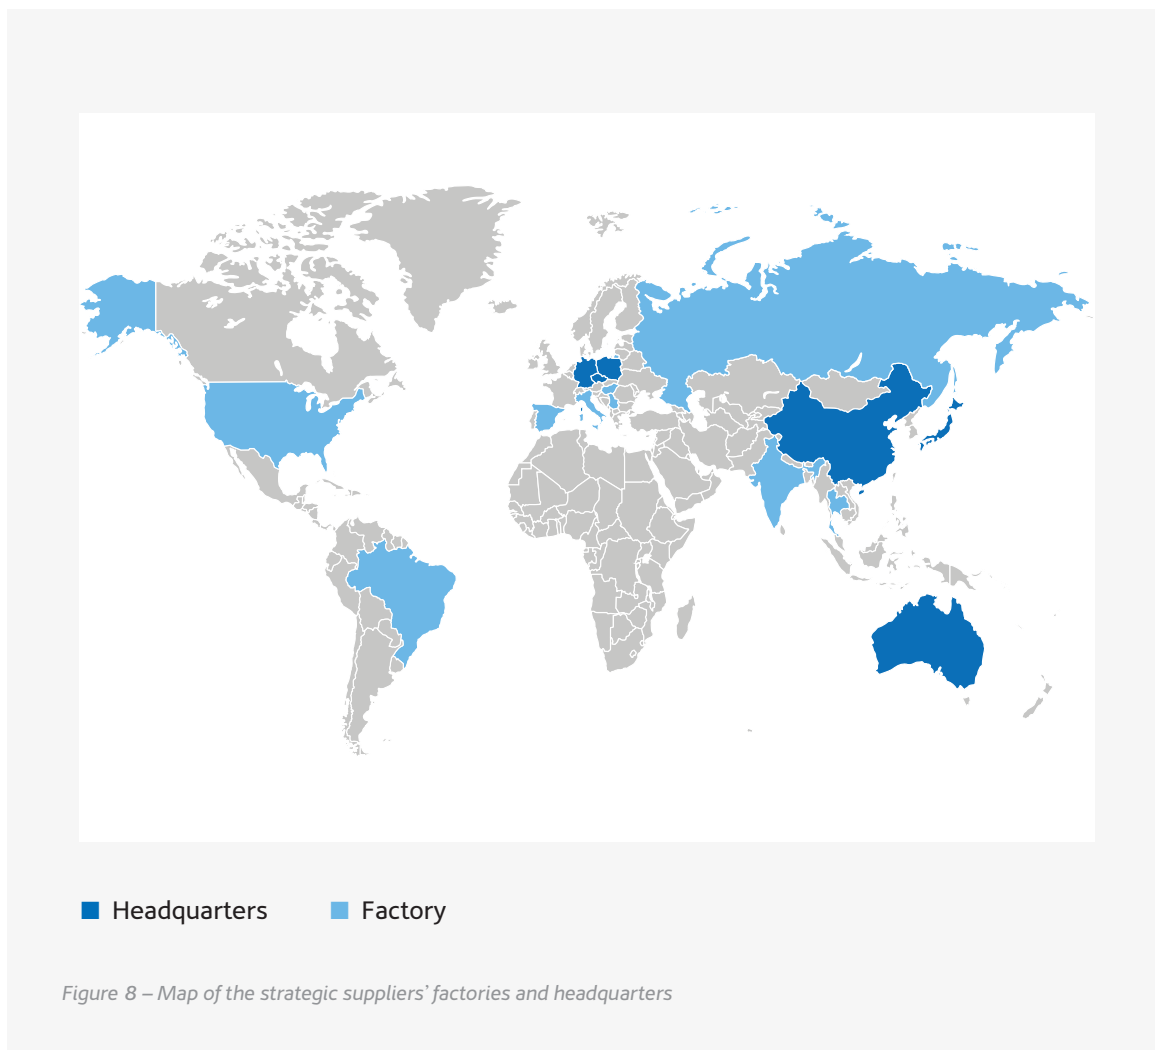 Headquarters Factory
Figure 8 – Map of the strategic suppliers’ factories and headquarters